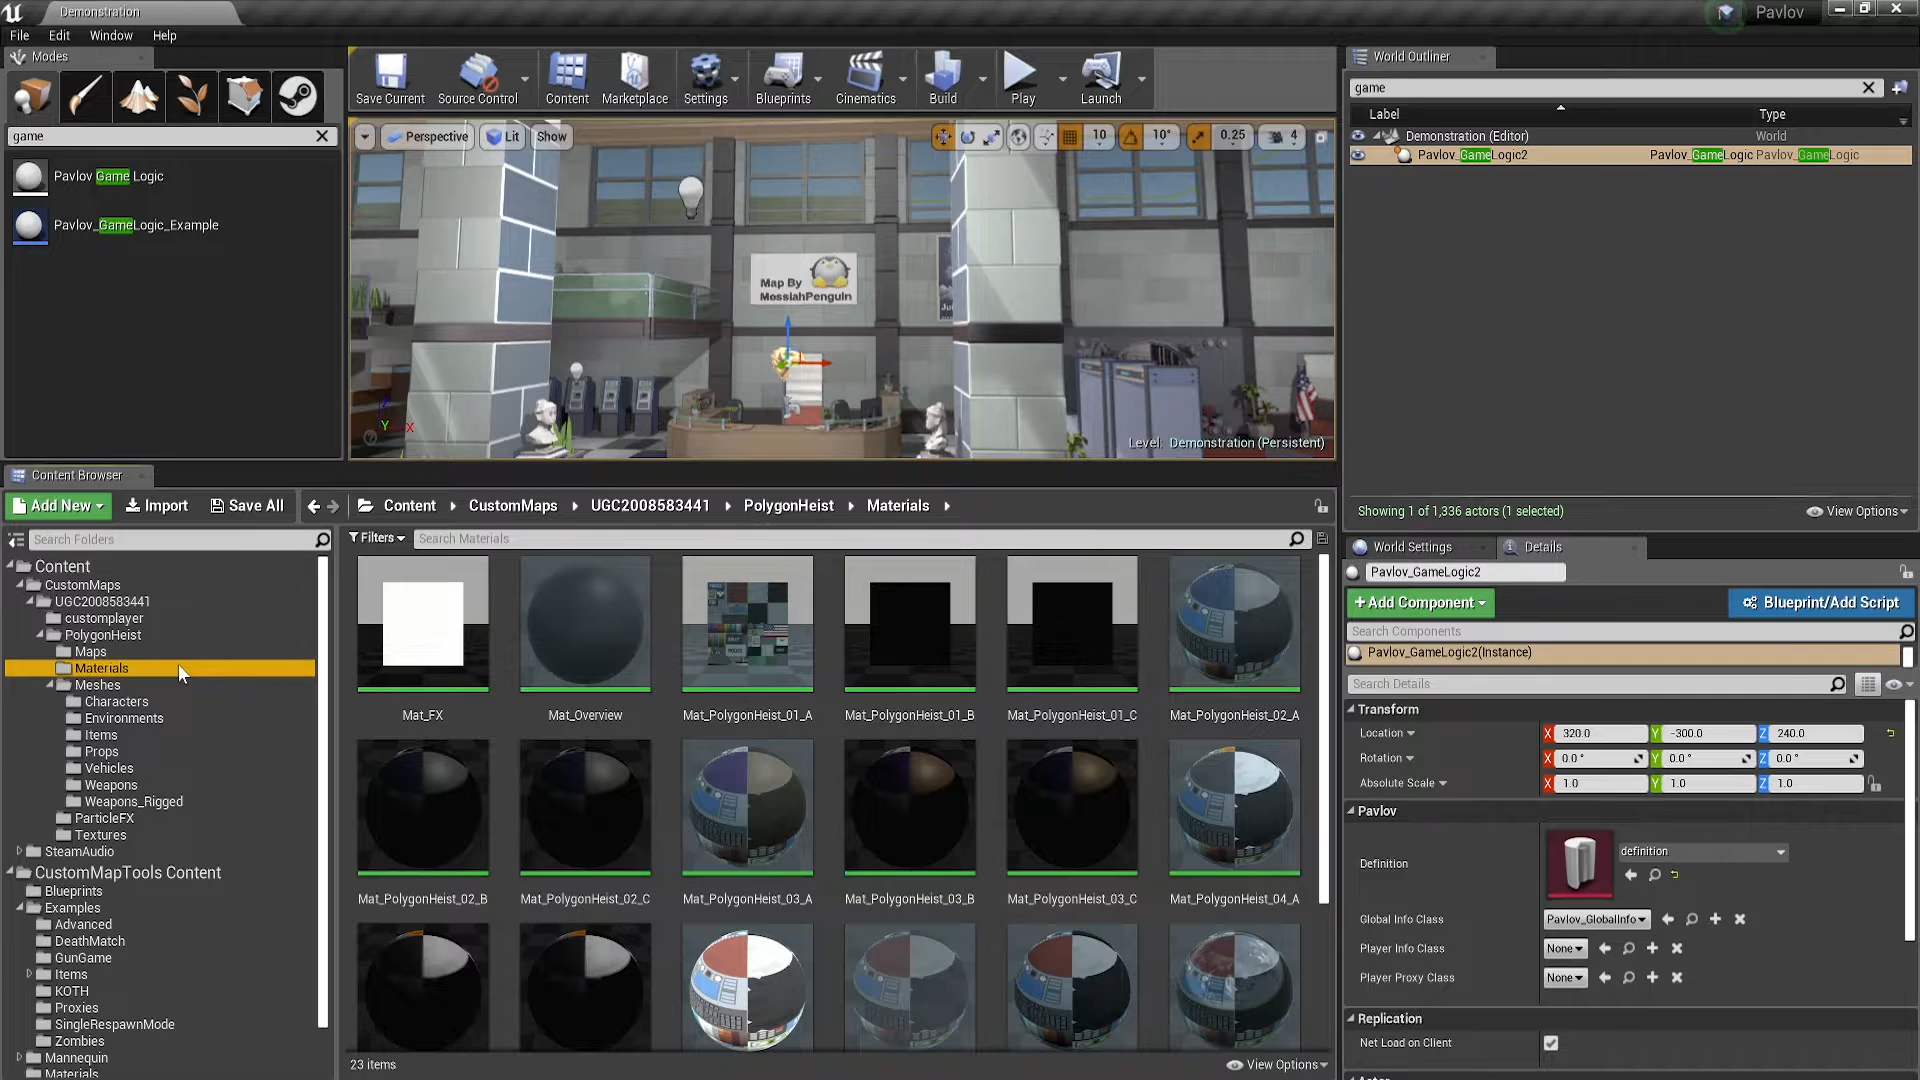 Demonstration
Pavlov
File Edit Window Help
Modes
game
Pavlov Game Logic
Pavlov_GameLogic_Example
Save Current
Source Control
Content
Marketplace
Settings
Blueprints
Cinematics
Build
Play
Launch
Perspective
Lit
Show
10
10°
0.25
4
Map By
MessiahPenguin
Z
Y
X
Level: Demonstration (Persistent)
World Outliner
game
Label
Type
Demonstration (Editor)
World
Pavlov_GameLogic2
Pavlov_GameLogic Pavlov_GameLogic
Showing 1 of 1,336 actors (1 selected)
View Options
Content Browser
Add New
Import
Save All
Content
CustomMaps
UGC2008583441
PolygonHeist
Materials
Search Folders
Filters
Search Materials
Content
CustomMaps
UGC2008583441
customplayer
PolygonHeist
Maps
Materials
Meshes
Characters
Environments
Items
Props
Vehicles
Weapons
Weapons_Rigged
ParticleFX
Textures
SteamAudio
CustomMapTools Content
Blueprints
Examples
Advanced
DeathMatch
GunGame
Items
KOTH
Proxies
SingleRespawnMode
Zombies
Mannequin
Materials
Mat_FX
Mat_Overview
Mat_PolygonHeist_01_A
Mat_PolygonHeist_01_B
Mat_PolygonHeist_01_C
Mat_PolygonHeist_02_A
Mat_PolygonHeist_02_B
Mat_PolygonHeist_02_C
Mat_PolygonHeist_03_A
Mat_PolygonHeist_03_B
Mat_PolygonHeist_03_C
Mat_PolygonHeist_04_A
23 items
View Options
World Settings
Details
Pavlov_GameLogic2
+Add Component
Blueprint/Add Script
Search Components
Pavlov_GameLogic2(Instance)
Search Details
Transform
Location
X 320.0 Y -300.0 Z 240.0
Rotation
X 0.0° Y 0.0° Z 0.0°
Absolute Scale
X 1.0 Y 1.0 Z 1.0
Pavlov
Definition
definition
Global Info Class
Pavlov_GlobalInfo
Player Info Class
None
Player Proxy Class
None
Replication
Net Load on Client